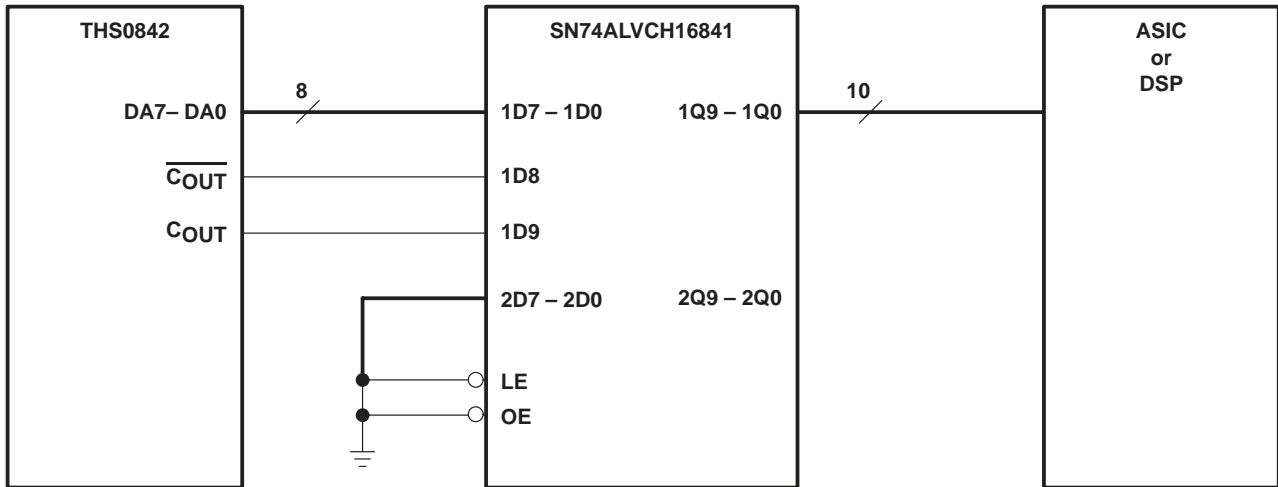 THS0842
SN74ALVCH16841
ASIC
or
DSP
8
10
DA7– DA0
1D7 – 1D0
1Q9 – 1Q0
COUT
1D8
COUT
1D9
2D7 – 2D0
2Q9 – 2Q0
LE
OE